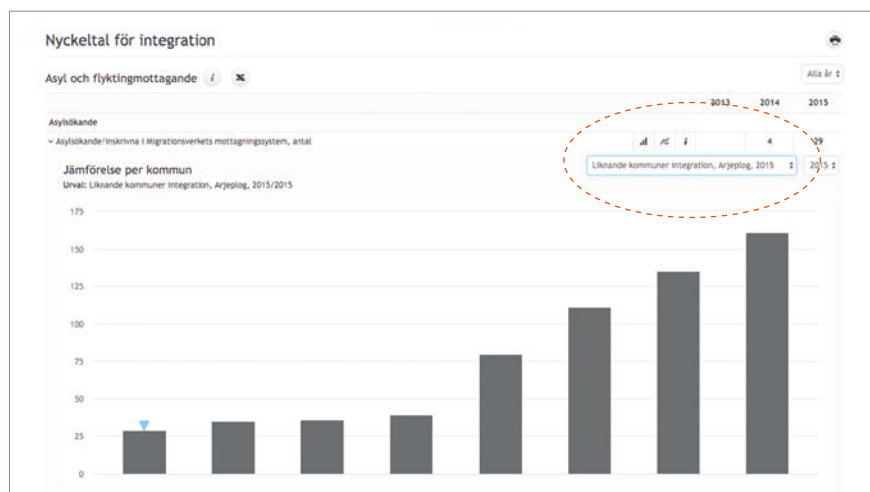 Nyckeltal för integration
Asyl och flyktingmottagande i
Alla år
2013 2014 2015
Asylsökande
Asylsökande/inskrivna i Migrationsverkets mottagningssystem, antal i 4 29
Jämförelse per kommun
Liknande kommuner integration, Arjeplog, 2015 2015
Urval: Liknande kommuner integration, Arjeplog, 2015/2015
175
150
125
100
75
50
25
0